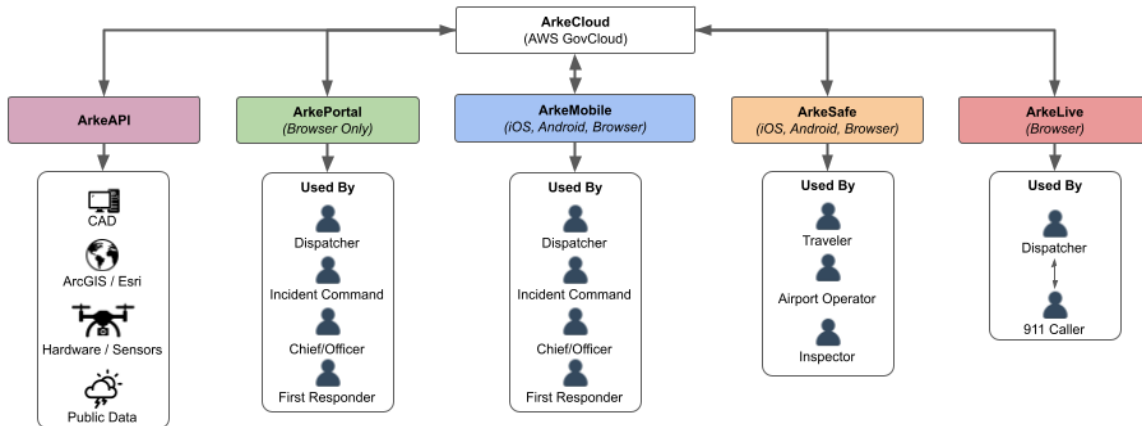 ArkeCloud
(AWS GovCloud)
ArkeAPI
CAD
ArcGIS / Esri
Hardware / Sensors
Public Data
ArkePortal
(Browser Only)
Used By
Dispatcher
Incident Command
Chief/Officer
First Responder
ArkeMobile
(iOS, Android, Browser)
Used By
Dispatcher
Incident Command
Chief/Officer
First Responder
ArkeSafe
(iOS, Android, Browser)
Used By
Traveler
Airport Operator
Inspector
ArkeLive
(Browser)
Used By
Dispatcher
911 Caller